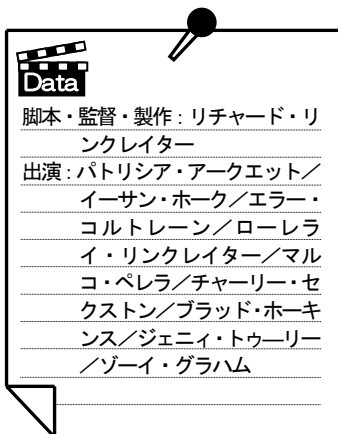 Data
脚本・監督・製作：リチャード・リ
ンクレイター
出演：パトリシア・アークエット／
イーサン・ホーク／エラー・
コルトレーン／ローレラ
イ・リンクレイター／マル
コ・ペレラ／チャーリー・セ
クストン／ブラッド・ホーキ
ンス／ジェニィ・トゥ―リー
／ゾーイ・グラハム